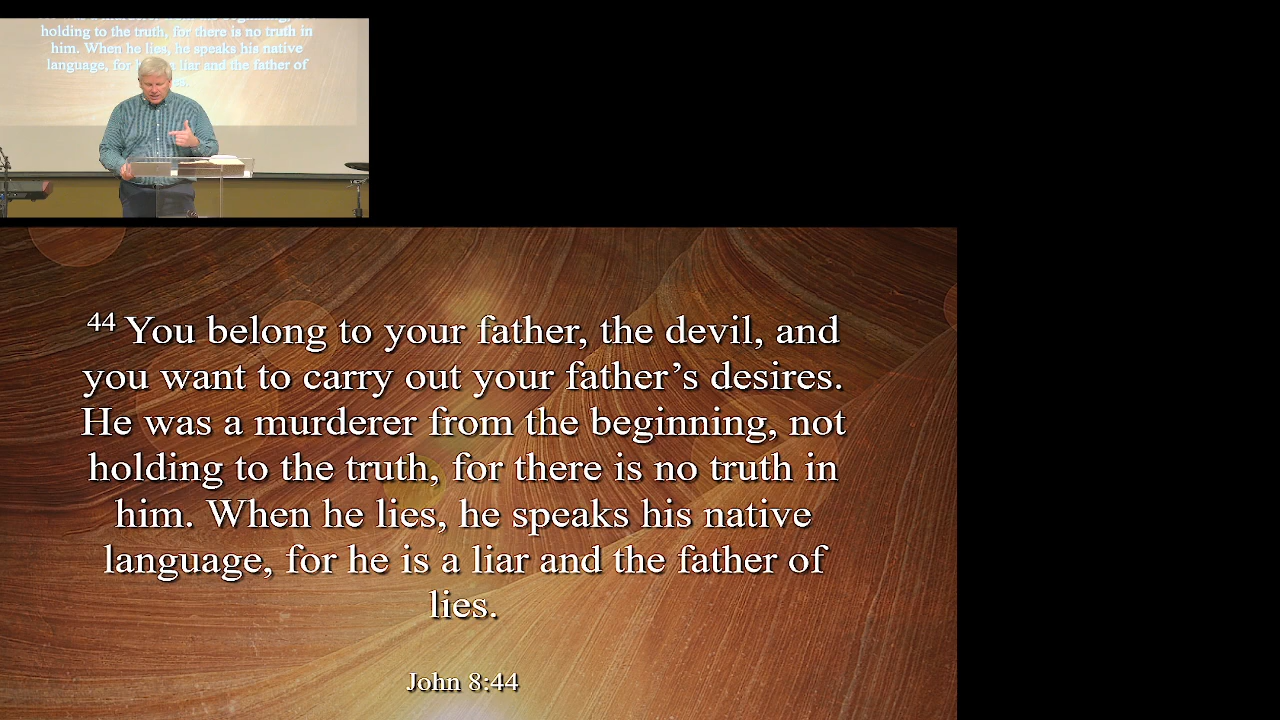 holding to the truth, for there is no truth in
him. When he lies, he speaks his native
language, for liar and the father of
44 You belong to your father, the devil, and
you want to carry out your father’s desires.
He was a murderer from the beginning, not
holding to the truth, for there is no truth in
him. When he lies, he speaks his native
language, for he is a liar and the father of
lies.
John 8:44